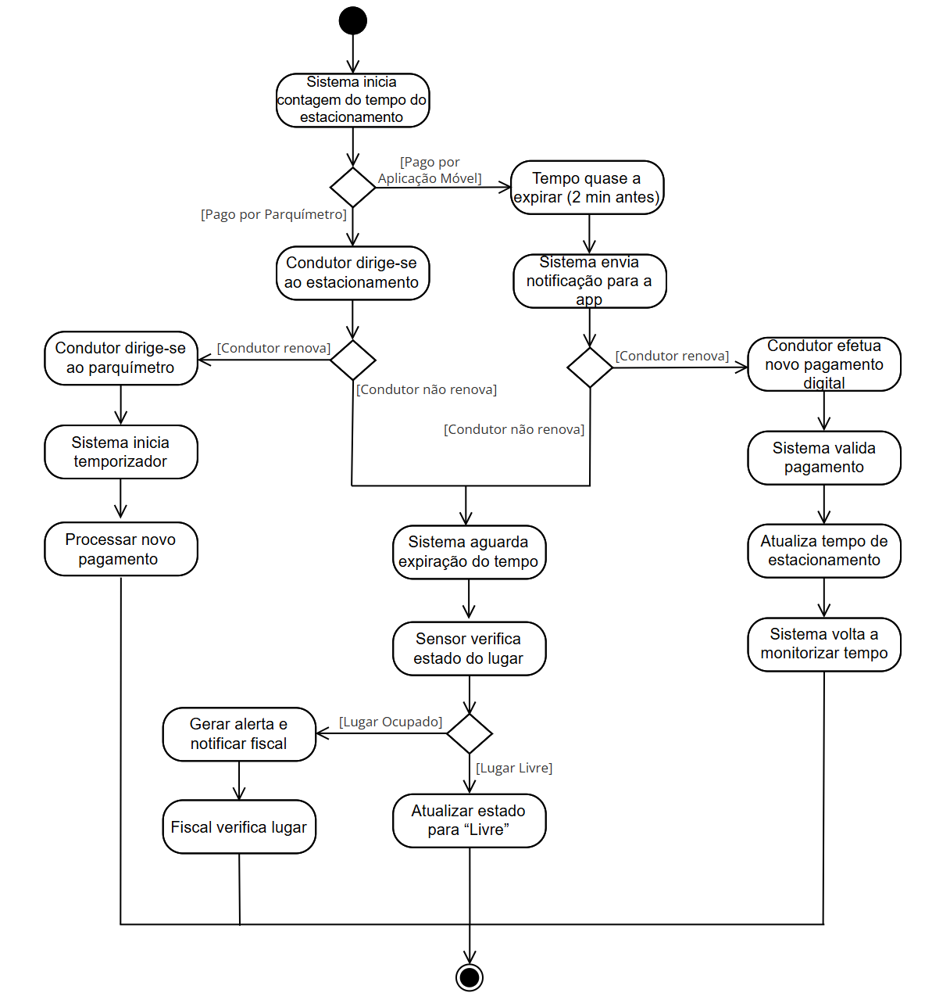 Sistema inicia
contagem do tempo do
estacionamento
[Pago por
Aplicação Móvel]
Tempo quase a
expirar (2 min antes)
[Pago por Parquímetro]
Condutor dirige-se
ao estacionamento
Sistema envia
notificação para a
app
Condutor dirige-se
ao parquímetro
[Condutor renova]
[Condutor não renova]
[Condutor renova]
Condutor efetua
novo pagamento
digital
[Condutor não renova]
Sistema inicia
temporizador
Sistema valida
pagamento
Processar novo
pagamento
Sistema aguarda
expiração do tempo
Atualiza tempo de
estacionamento
Sensor verifica
estado do lugar
Sistema volta a
monitorizar tempo
Gerar alerta e
notificar fiscal
[Lugar Ocupado]
[Lugar Livre]
Fiscal verifica lugar
Atualizar estado
para “Livre”